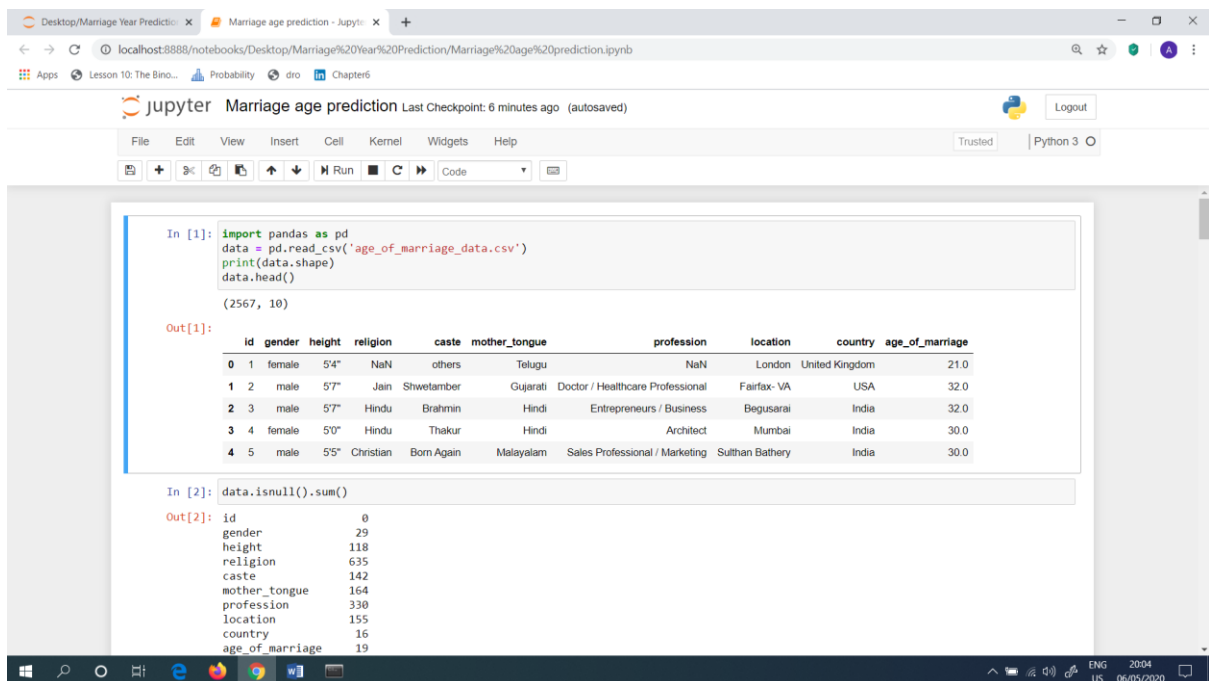 Desktop/Marriage Year Prediction
Marriage age prediction - Jupyte
localhost:8888/notebooks/Desktop/Marriage%20Year%20Prediction/Marriage%20age%20prediction.ipynb
A
Apps Lesson 10: The Bino... Probability dro in Chapter6
jupyter Marriage age prediction Last Checkpoint: 6 minutes ago (autosaved) Logout
File Edit View Insert Cell Kernel Widgets Help Trusted Python 3
Run Code
In [1]: import pandas as pd
data = pd.read_csv('age_of_marriage_data.csv')
print(data.shape)
data.head()
(2567, 10)
Out[1]:
id gender height religion caste mother_tongue profession location country age_of_marriage
0 1 female 5'4" NaN others Telugu NaN London United Kingdom 21.0
1 2 male 5'7" Jain Shwetamber Gujarati Doctor / Healthcare Professional Fairfax- VA USA 32.0
2 3 male 5'7" Hindu Brahmin Hindi Entrepreneurs / Business Begusarai India 32.0
3 4 female 5'0" Hindu Thakur Hindi Architect Mumbai India 30.0
4 5 male 5'5" Christian Born Again Malayalam Sales Professional / Marketing Sulthan Bathery India 30.0
In [2]: data.isnull().sum()
Out[2]: id 0
gender 29
height 118
religion 635
caste 142
mother_tongue 164
profession 330
location 155
country 16
age_of_marriage 19
ENG 20:04
US 06/05/2020